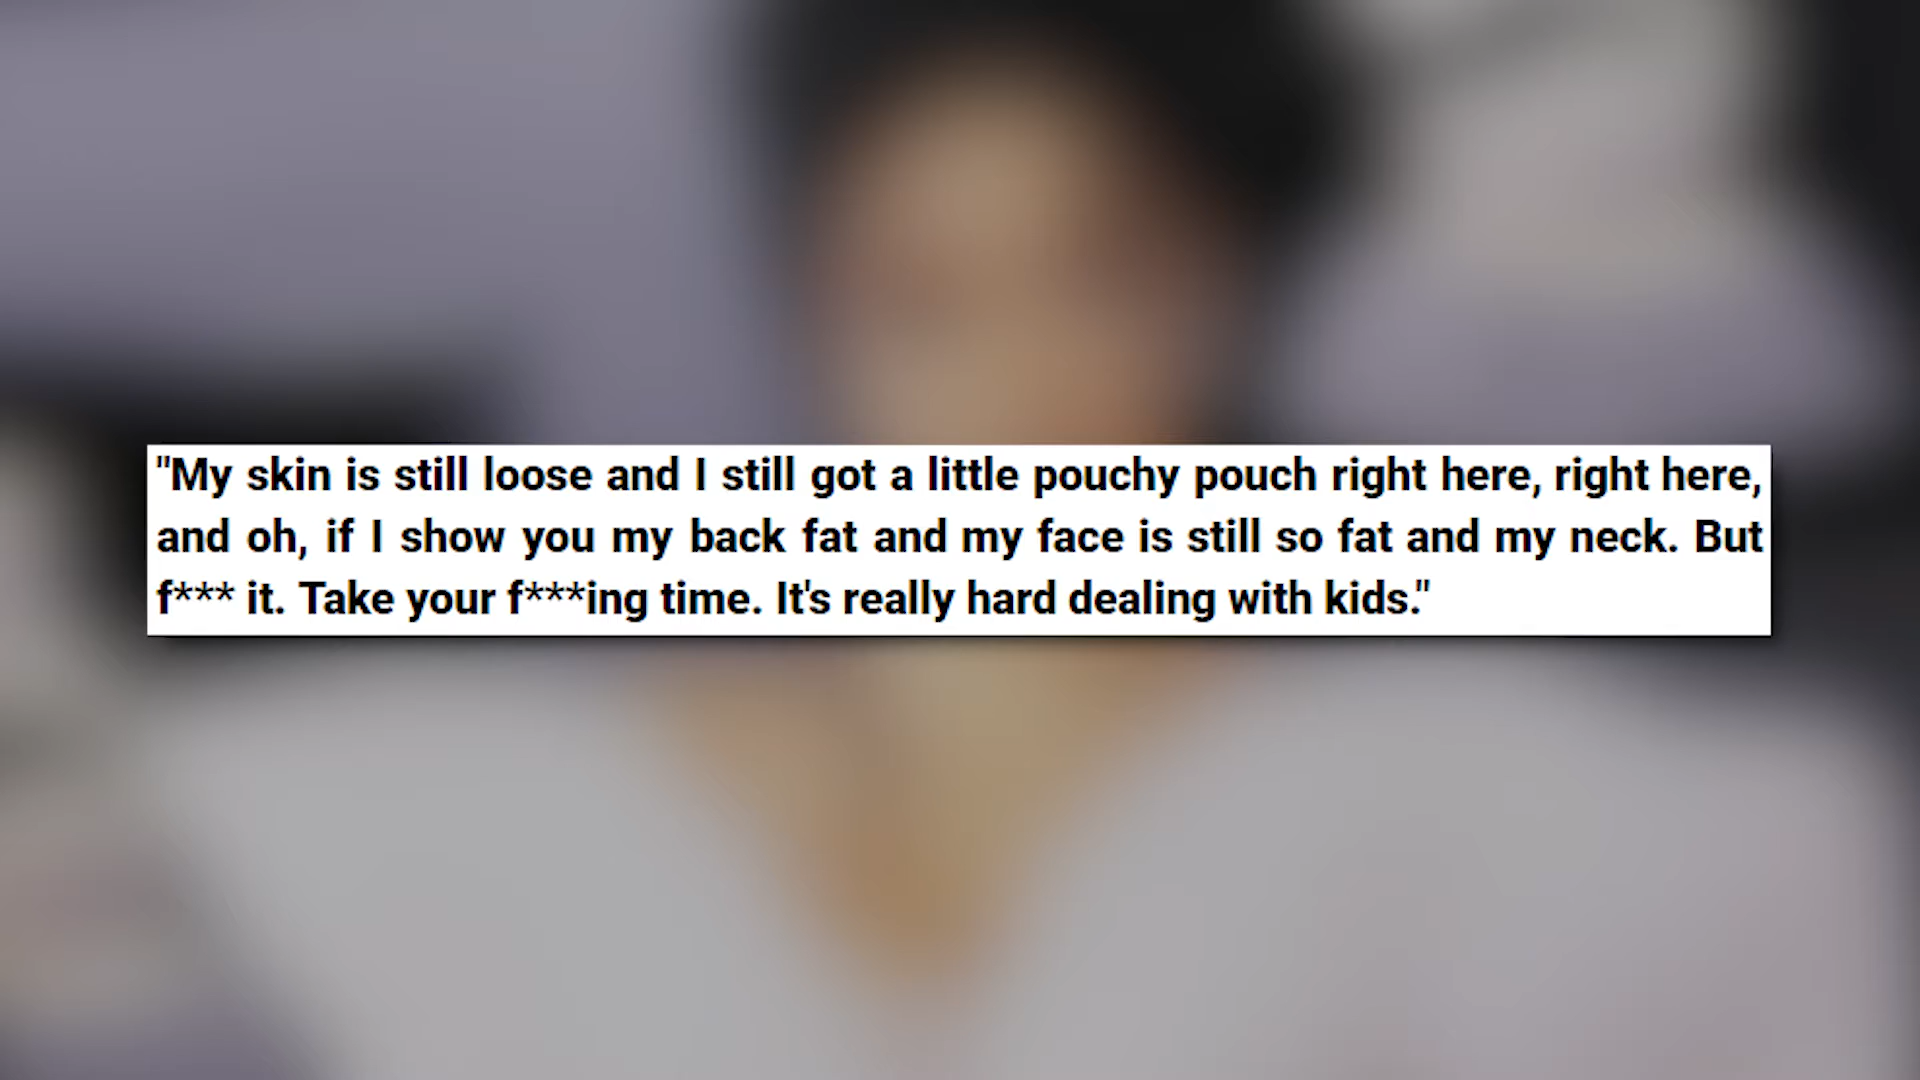 "My skin is still loose and I still got a little pouchy pouch right here, right here,
and oh, if I show you my back fat and my face is still so fat and my neck. But
f*** it. Take your f***ing time. It's really hard dealing with kids."